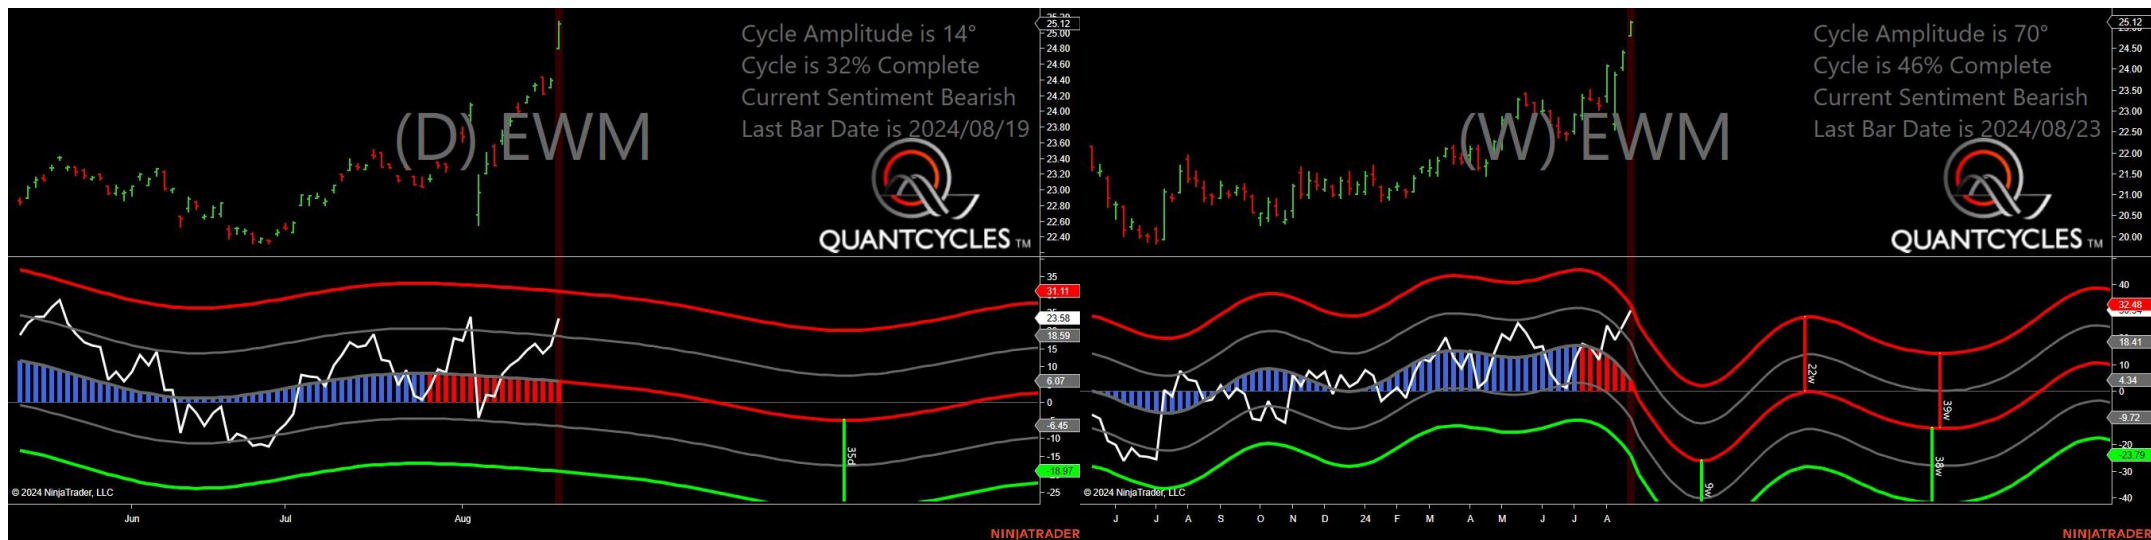 Cycle Amplitude is 14°
Cycle is 32% Complete
Current Sentiment Bearish
Last Bar Date is 2024/08/19
(D) EWM
QUANTCYCLES TM
25.12
25.00
24.80
24.60
24.40
24.20
24.00
23.80
23.60
23.40
23.20
23.00
22.80
22.60
22.40
35
31.11
23.58
18.59
15
10
6.07
0
-6.45
-10
-15
-18.97
-25
35d
© 2024 NinjaTrader, LLC
Jun Jul Aug
NINJATRADER
Cycle Amplitude is 70°
Cycle is 46% Complete
Current Sentiment Bearish
Last Bar Date is 2024/08/23
(W) EWM
QUANTCYCLES TM
25.12
24.50
24.00
23.50
23.00
22.50
22.00
21.50
21.00
20.50
20.00
40
32.48
18.41
10
4.34
0
-9.72
-20
-23.79
-30
-40
22w
39w
38w
9w
© 2024 NinjaTrader, LLC
J J A S O N D 24 F M A M J J A
NINJATRADER